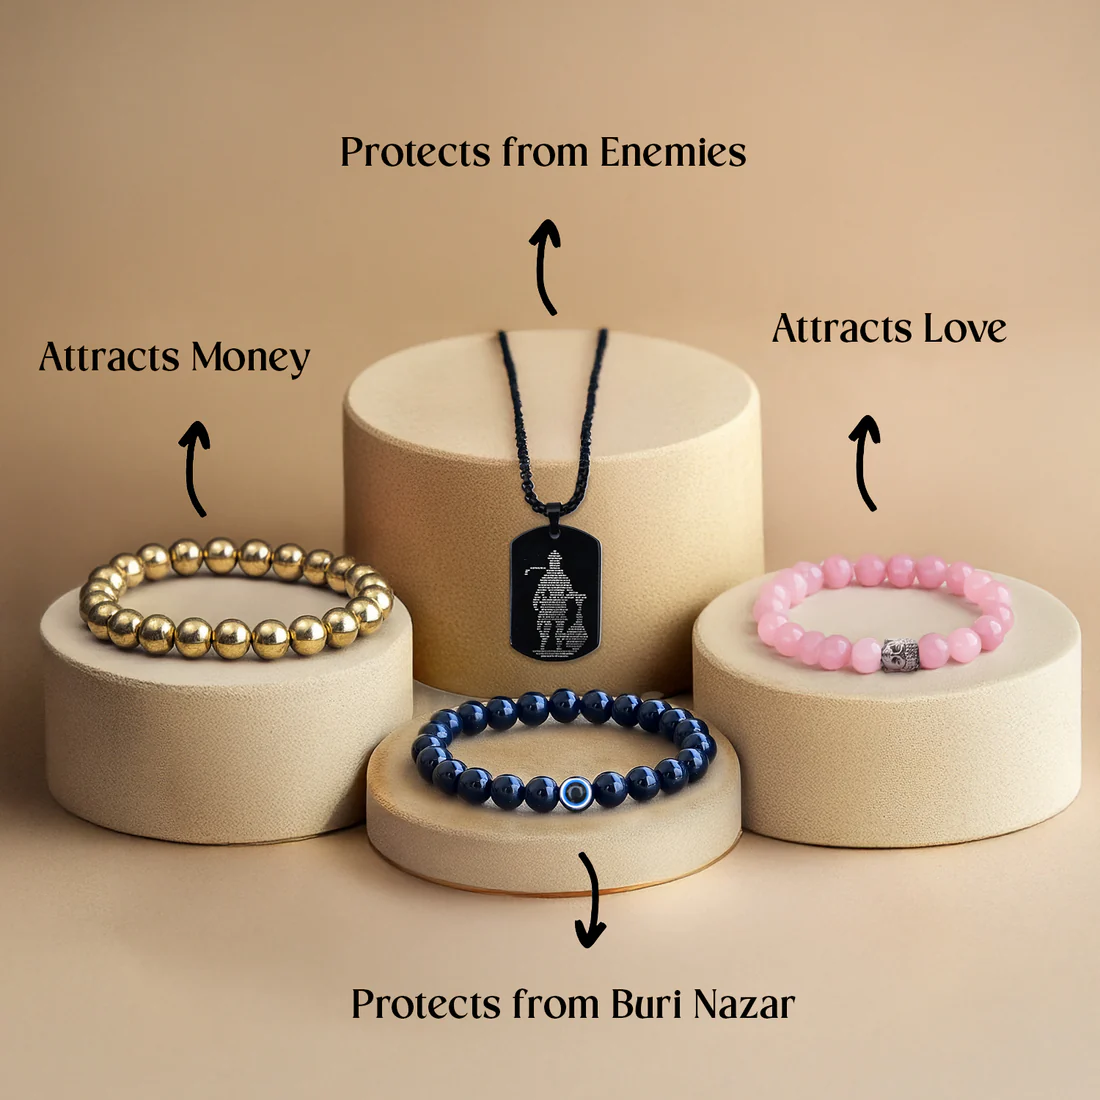 Protects from Enemies
Attracts Love
Attracts Money
Protects from Buri Nazar